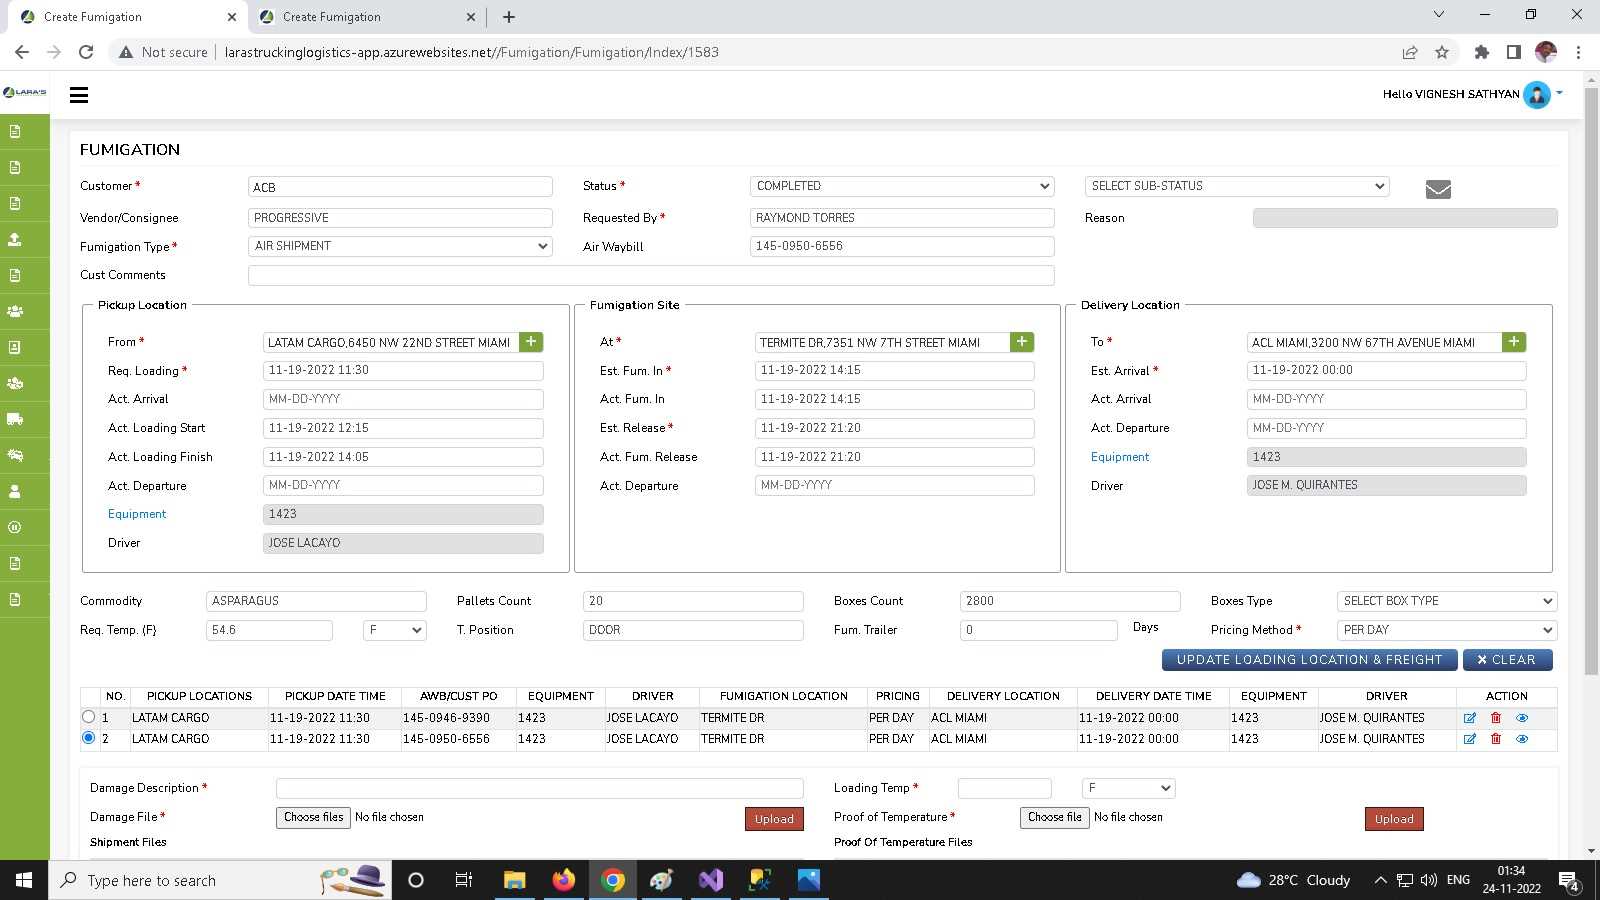 Create Fumigation
Create Fumigation
Not secure larastruckinglogistics-app.azurewebsites.net//Fumigation/Fumigation/Index/1583
LARA'S
Hello VIGNESH SATHYAN
FUMIGATION
Customer * ACB Status * COMPLETED SELECT SUB-STATUS
Vendor/Consignee PROGRESSIVE Requested By * RAYMOND TORRES Reason
Fumigation Type * AIR SHIPMENT Air Waybill 145-0950-6556
Cust Comments
Pickup Location Fumigation Site Delivery Location
From * LATAM CARGO,6450 NW 22ND STREET MIAMI + At * TERMITE DR,7351 NW 7TH STREET MIAMI + To * ACL MIAMI,3200 NW 67TH AVENUE MIAMI +
Req. Loading * 11-19-2022 11:30 Est. Fum. In * 11-19-2022 14:15 Est. Arrival * 11-19-2022 00:00
Act. Arrival MM-DD-YYYY Act. Fum. In 11-19-2022 14:15 Act. Arrival MM-DD-YYYY
Act. Loading Start 11-19-2022 12:15 Est. Release * 11-19-2022 21:20 Act. Departure MM-DD-YYYY
Act. Loading Finish 11-19-2022 14:05 Act. Fum. Release 11-19-2022 21:20 Equipment 1423
Act. Departure MM-DD-YYYY Act. Departure MM-DD-YYYY Driver JOSE M. QUIRANTES
Equipment 1423
Driver JOSE LACAYO
Commodity ASPARAGUS Pallets Count 20 Boxes Count 2800 Boxes Type SELECT BOX TYPE
Req. Temp. (F) 54.6 F T. Position DOOR Fum. Trailer 0 Days Pricing Method * PER DAY
UPDATE LOADING LOCATION & FREIGHT CLEAR
NO. PICKUP LOCATIONS PICKUP DATE TIME AWB/CUST PO EQUIPMENT DRIVER FUMIGATION LOCATION PRICING DELIVERY LOCATION DELIVERY DATE TIME EQUIPMENT DRIVER ACTION
1 LATAM CARGO 11-19-2022 11:30 145-0946-9390 1423 JOSE LACAYO TERMITE DR PER DAY ACL MIAMI 11-19-2022 00:00 1423 JOSE M. QUIRANTES
2 LATAM CARGO 11-19-2022 11:30 145-0950-6556 1423 JOSE LACAYO TERMITE DR PER DAY ACL MIAMI 11-19-2022 00:00 1423 JOSE M. QUIRANTES
Damage Description * Loading Temp * F
Damage File * Choose files No file chosen Upload Proof of Temperature * Choose file No file chosen Upload
Shipment Files Proof Of Temperature Files
Type here to search 28°C Cloudy ENG 01:34
24-11-2022 4